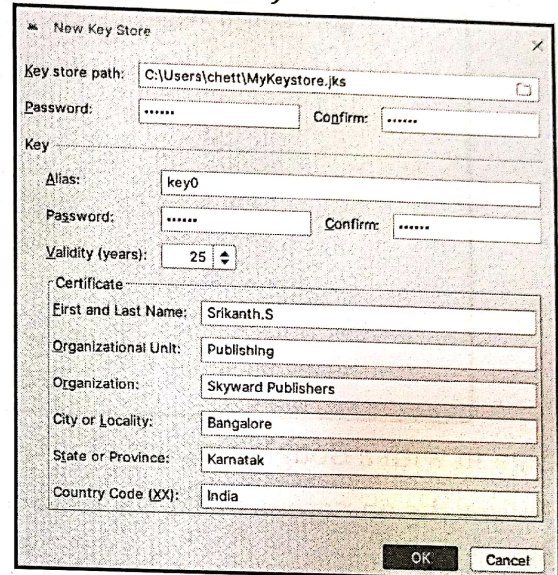 New Key Store
Key store path: C:\Users\chett\MyKeystore.jks
Password: •••••• Confirm: ••••••
Key
Alias: key0
Password: •••••• Confirm: ••••••
Validity (years): 25
Certificate
First and Last Name: Srikanth.S
Organizational Unit: Publishing
Organization: Skyward Publishers
City or Locality: Bangalore
State or Province: Karnatak
Country Code (XX): India
OK Cancel